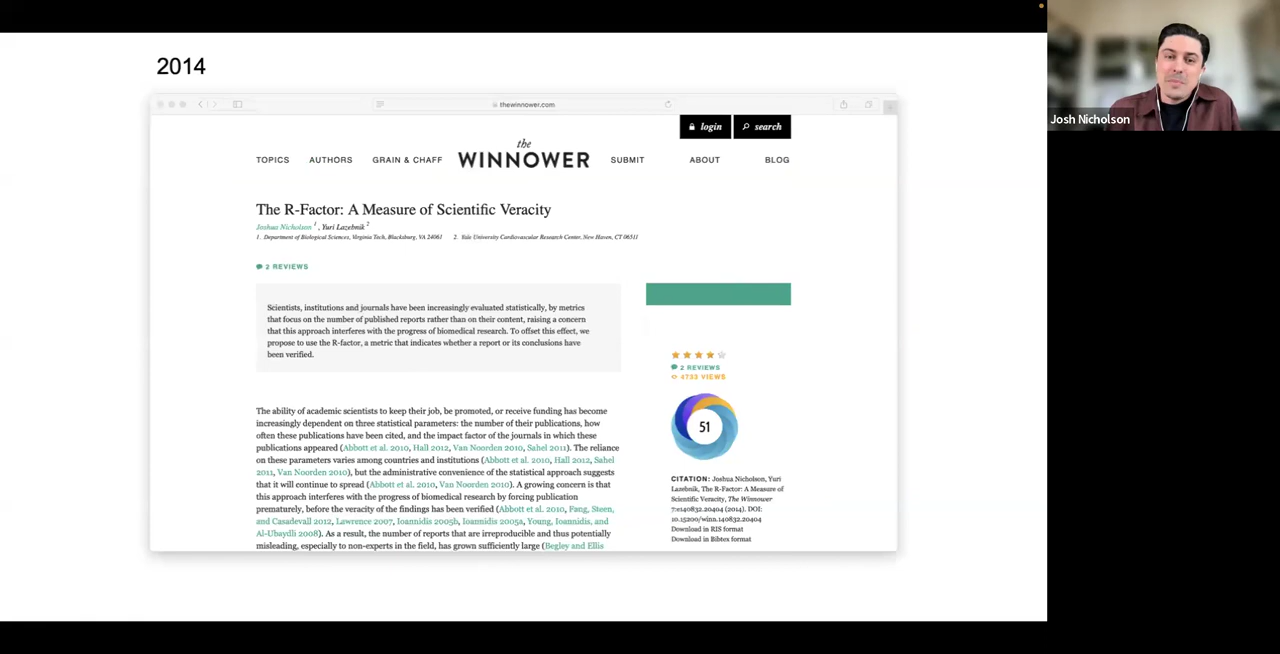 2014
thewinnower.com
login
search
TOPICS
AUTHORS
GRAIN & CHAFF
the
WINNOWER
SUBMIT
ABOUT
BLOG
The R-Factor: A Measure of Scientific Veracity
Joshua Nicholson 1 , Yuri Lazebnik 2
1. Department of Biological Sciences, Virginia Tech, Blacksburg, VA 24061 2. Yale University Cardiovascular Research Center, New Haven, CT 06511
2 REVIEWS
Scientists, institutions and journals have been increasingly evaluated statistically, by metrics
that focus on the number of published reports rather than on their content, raising a concern
that this approach interferes with the progress of biomedical research. To offset this effect, we
propose to use the R-factor, a metric that indicates whether a report or its conclusions have
been verified.
The ability of academic scientists to keep their job, be promoted, or receive funding has become
increasingly dependent on three statistical parameters: the number of their publications, how
often these publications have been cited, and the impact factor of the journals in which these
publications appeared (Abbott et al. 2010, Hall 2012, Van Noorden 2010, Sahel 2011). The reliance
on these parameters varies among countries and institutions (Abbott et al. 2010, Hall 2012, Sahel
2011, Van Noorden 2010), but the administrative convenience of the statistical approach suggests
that it will continue to spread (Abbott et al. 2010, Van Noorden 2010). A growing concern is that
this approach interferes with the progress of biomedical research by forcing publication
prematurely, before the veracity of the findings has been verified (Abbott et al. 2010, Fang, Steen,
and Casadevall 2012, Lawrence 2007, Ioannidis 2005b, Ioannidis 2005a, Young, Ioannidis, and
Al-Ubaydli 2008). As a result, the number of reports that are irreproducible and thus potentially
misleading, especially to non-experts in the field, has grown sufficiently large (Begley and Ellis
2 REVIEWS
4733 VIEWS
51
CITATION: Joshua Nicholson, Yuri
Lazebnik, The R-Factor: A Measure of
Scientific Veracity, The Winnower
7:e140832.20404 (2014). DOI:
10.15200/winn.140832.20404
Download in RIS format
Download in Bibtex format
Josh Nicholson